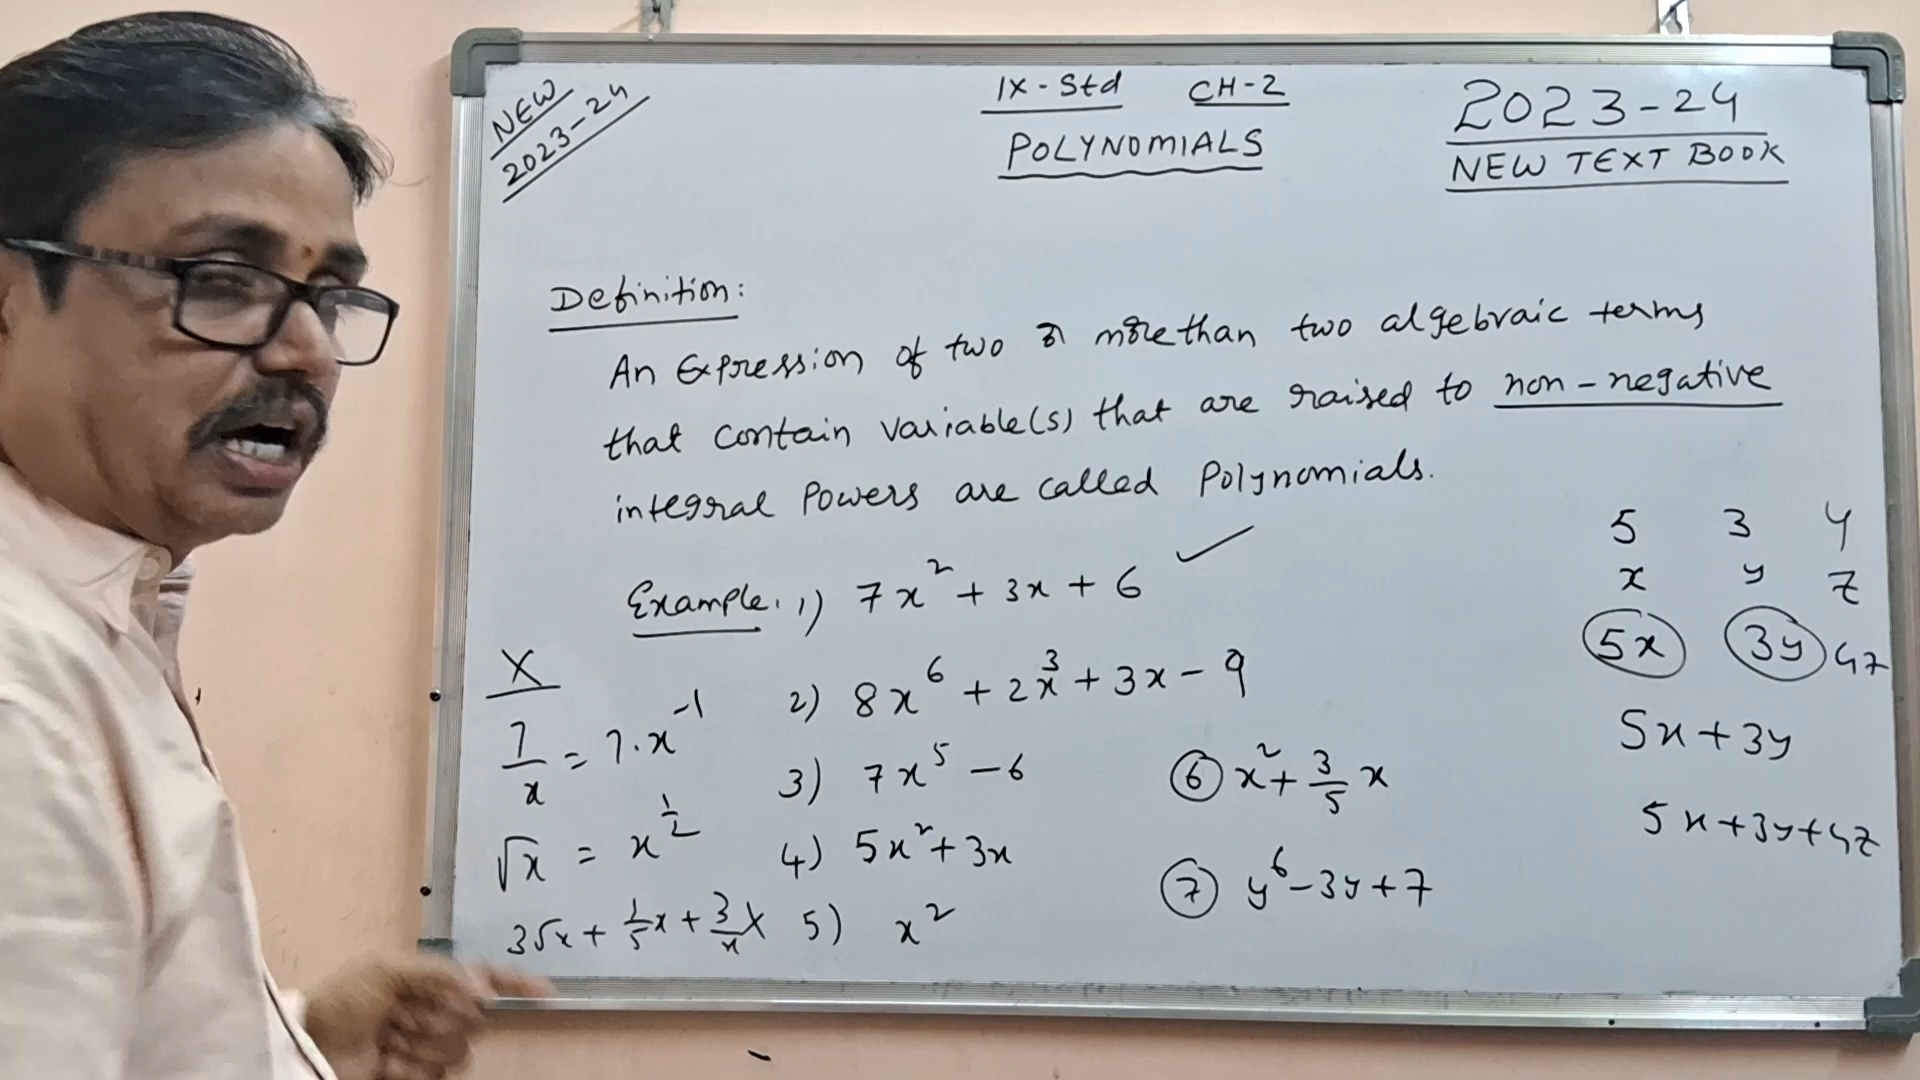 NEW
2023-24
IX-Std CH-2
POLYNOMIALS
2023-24
NEW TEXT BOOK
Definition:
An Expression of two or more than two algebraic terms
that contain variable(s) that are raised to non-negative
integral Powers are called Polynomials.
Example. 1) 7x² + 3x + 6 ✓
2) 8x⁶ + 2x³ + 3x - 9
3) 7x⁵ - 6
4) 5x² + 3x
5) x²
⑥ x² + 3/5 x
⑦ y⁶ - 3y + 7
X
7/x = 7·x⁻¹
√x = x^1/2
3√x + 1/5 x + 3/x X
5 3 4
x y z
5x 3y 4z
5x + 3y
5x + 3y + 4z